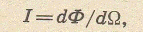 I = dΦ/dΩ,